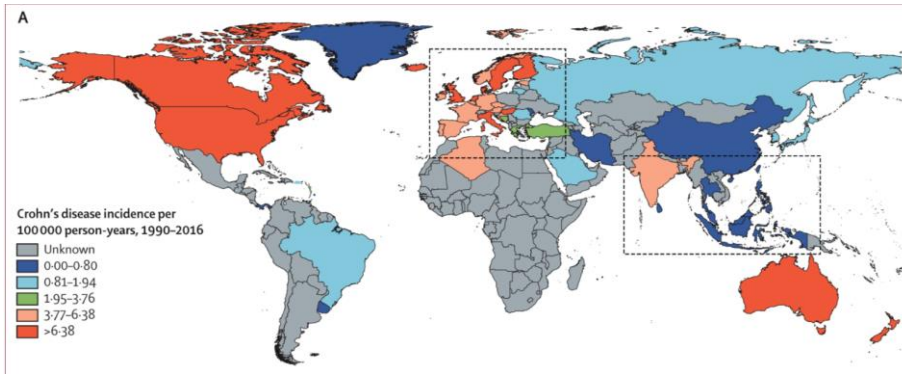 A
Crohn's disease incidence per
100 000 person-years, 1990–2016
Unknown
0·00–0·80
0·81–1·94
1·95–3·76
3·77–6·38
>6·38